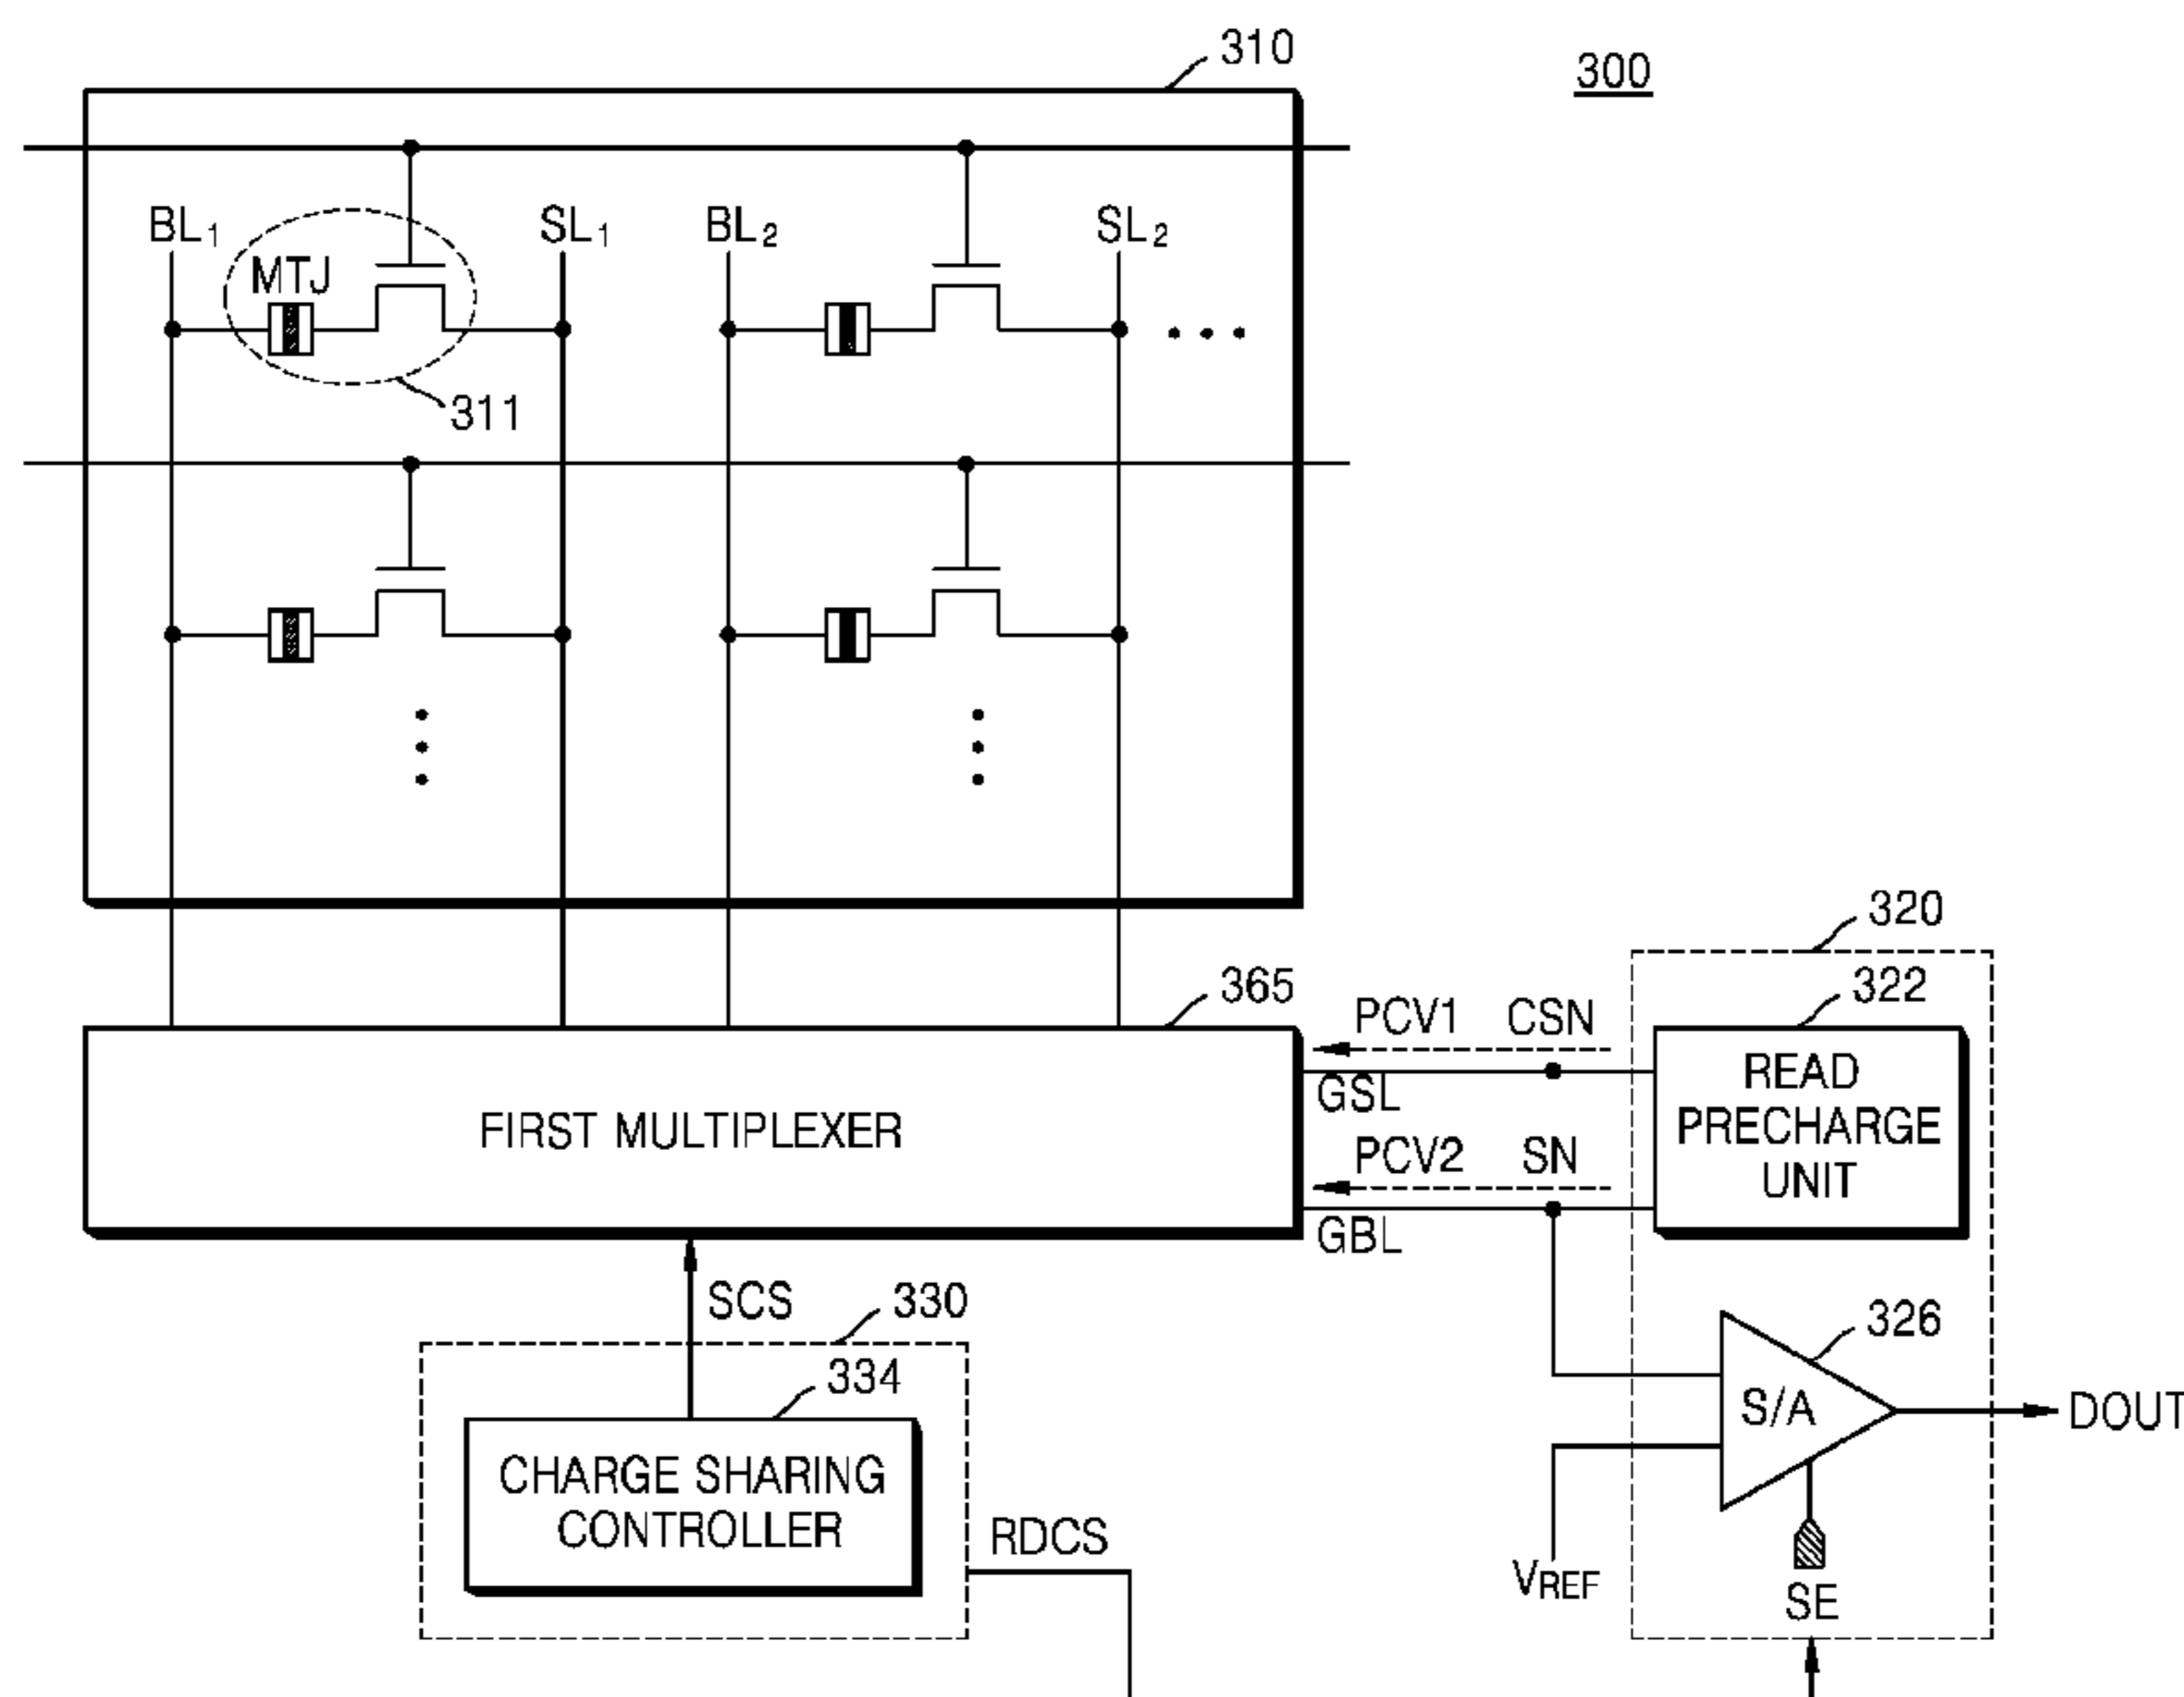 310
300
BL1
SL1
BL2
SL2
MTJ
311
320
365
322
PCV1
CSN
READ
PRECHARGE
UNIT
GSL
FIRST MULTIPLEXER
PCV2
SN
GBL
SCS
330
326
334
S/A
DOUT
CHARGE SHARING
CONTROLLER
RDCS
VREF
SE